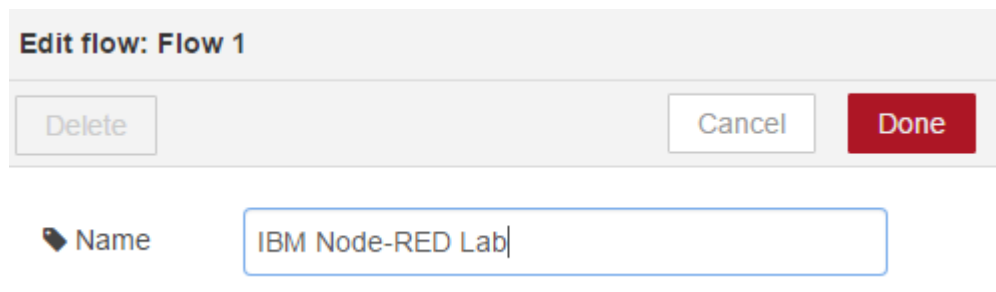 Edit flow: Flow 1
Delete Cancel Done
Name IBM Node-RED Lab